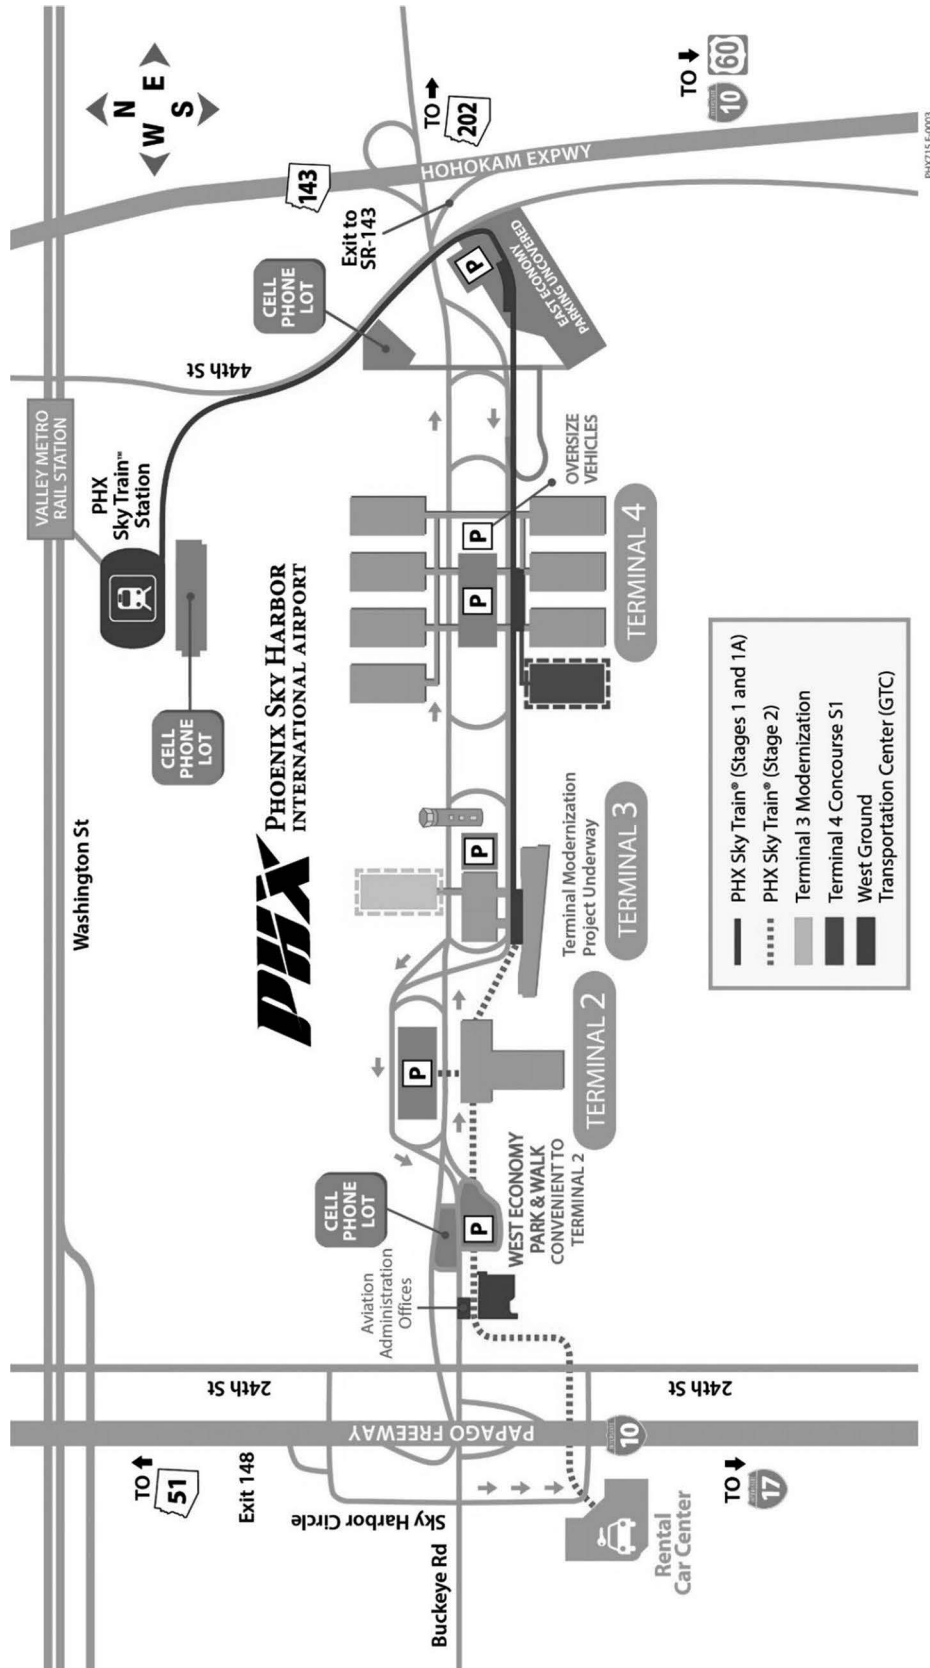 Washington St
VALLEY METRO
RAIL STATION
PHX
Sky Train™
Station
44th St
143
N
W E
S
CELL
PHONE
LOT
CELL
PHONE
LOT
Exit to
SR-143
TO
202
HOHOKAM EXPWY
TO
10
60
PHX
PHOENIX SKY HARBOR
INTERNATIONAL AIRPORT
TO
51
Exit 148
Sky Harbor Circle
Buckeye Rd
24th St
PAPAGO FREEWAY
10
24th St
TO
17
Rental
Car Center
Aviation
Administration
Offices
CELL
PHONE
LOT
P
WEST ECONOMY
PARK & WALK
CONVENIENT TO
TERMINAL 2
P
TERMINAL 2
P
Terminal Modernization
Project Underway
TERMINAL 3
P
P
OVERSIZE
VEHICLES
TERMINAL 4
P
EAST ECONOMY
PARKING UNCOVERED
PHX Sky Train® (Stages 1 and 1A)
PHX Sky Train® (Stage 2)
Terminal 3 Modernization
Terminal 4 Concourse S1
West Ground
Transportation Center (GTC)